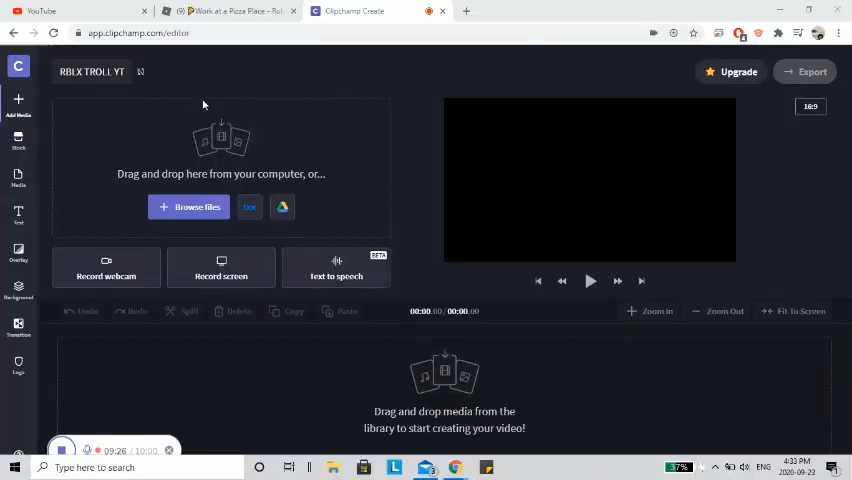 YouTube
(9) Work at a Pizza Place - Rob
Clipchamp Create
app.clipchamp.com/editor
4
C
RBLX TROLL YT
Upgrade
Export
Add Media
Stock
Media
Text
Overlay
Background
Transition
Logo
16:9
Drag and drop here from your computer, or...
Browse files
box
BETA
Record webcam
Record screen
Text to speech
Undo
Redo
Split
Delete
Copy
Paste
00:00.00 / 00:00.00
Zoom In
Zoom Out
Fit To Screen
Drag and drop media from the
library to start creating your video!
09:26 / 10:00
Type here to search
L
3
37%
ENG
4:33 PM
2020-09-23
1